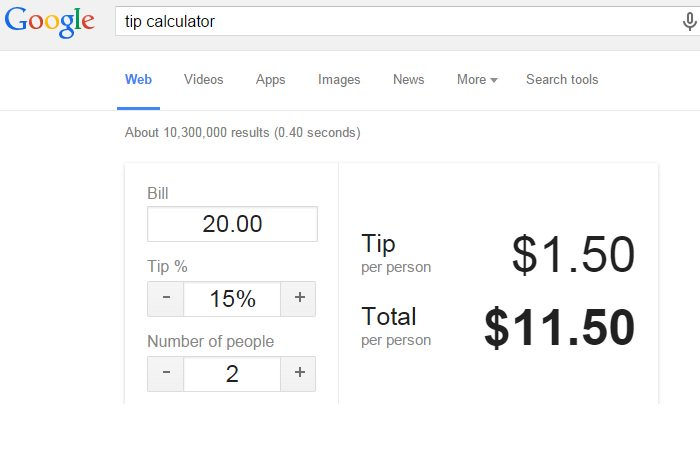 Google tip calculator
Web Videos Apps Images News More Search tools
About 10,300,000 results (0.40 seconds)
Bill
20.00
Tip %
- 15% +
Number of people
- 2 +
Tip $1.50
per person
Total $11.50
per person